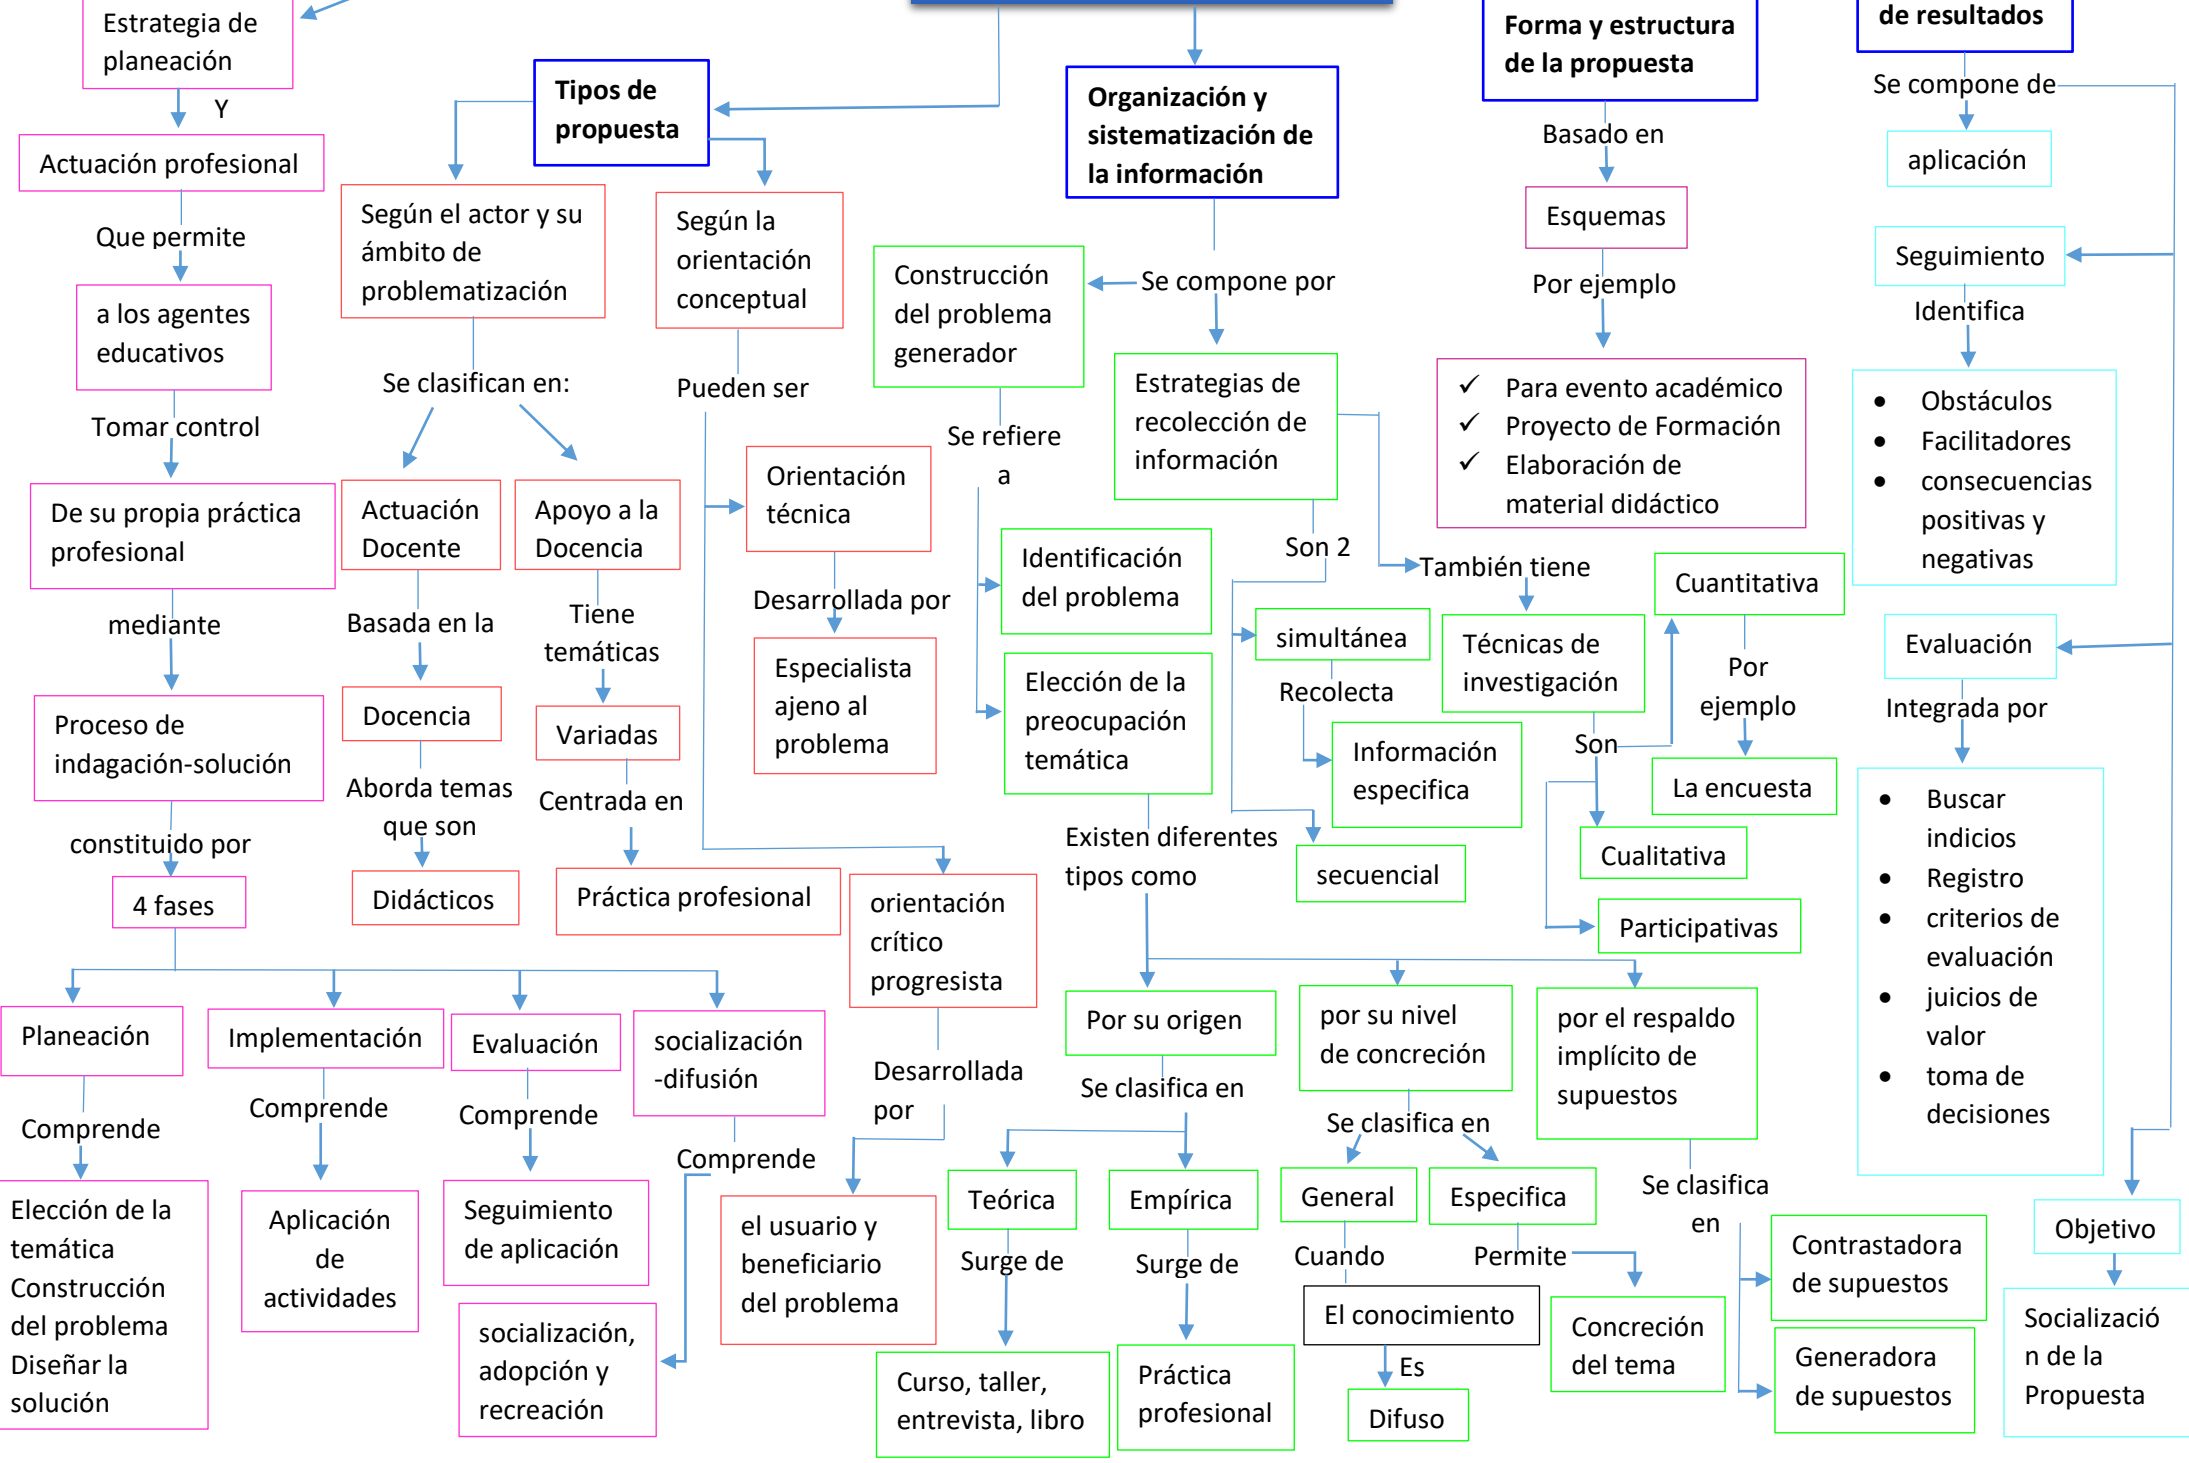 Estrategia de
planeación
Y
Actuación profesional
Que permite
a los agentes
educativos
Tomar control
De su propia práctica
profesional
mediante
Proceso de
indagación-solución
constituido por
4 fases
Planeación
Comprende
Elección de la
temática
Construcción
del problema
Diseñar la
solución
Implementación
Comprende
Aplicación
de
actividades
Evaluación
Comprende
Seguimiento
de aplicación
socialización
-difusión
Comprende
socialización,
adopción y
recreación
Tipos de
propuesta
Según el actor y su
ámbito de
problematización
Se clasifican en:
Actuación
Docente
Basada en la
Docencia
Aborda temas
que son
Didácticos
Apoyo a la
Docencia
Tiene
temáticas
Variadas
Centrada en
Práctica profesional
Según la
orientación
conceptual
Pueden ser
Orientación
técnica
Desarrollada por
Especialista
ajeno al
problema
orientación
crítico
progresista
Desarrollada
por
el usuario y
beneficiario
del problema
Organización y
sistematización de
la información
Se compone por
Construcción
del problema
generador
Se refiere
a
Identificación
del problema
Elección de la
preocupación
temática
Existen diferentes
tipos como
Por su origen
Se clasifica en
Teórica
Surge de
Curso, taller,
entrevista, libro
Empírica
Surge de
Práctica
profesional
por su nivel
de concreción
Se clasifica en
General
Cuando
El conocimiento
Es
Difuso
Especifica
Permite
Concreción
del tema
por el respaldo
implícito de
supuestos
Se clasifica
en
Contrastadora
de supuestos
Generadora
de supuestos
Estrategias de
recolección de
información
Son 2
simultánea
Recolecta
Información
especifica
secuencial
También tiene
Técnicas de
investigación
Son
Cuantitativa
Por
ejemplo
La encuesta
Cualitativa
Participativas
Forma y estructura
de la propuesta
Basado en
Esquemas
Por ejemplo
✓ Para evento académico
✓ Proyecto de Formación
✓ Elaboración de
material didáctico
de resultados
Se compone de
aplicación
Seguimiento
Identifica
• Obstáculos
• Facilitadores
• consecuencias
positivas y
negativas
Evaluación
Integrada por
• Buscar
indicios
• Registro
• criterios de
evaluación
• juicios de
valor
• toma de
decisiones
Objetivo
Socializació
n de la
Propuesta